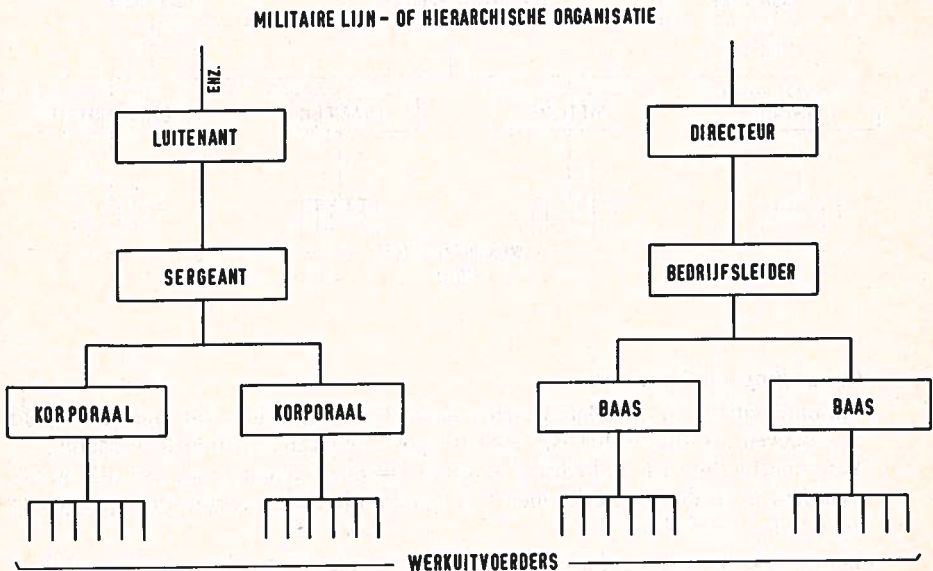 MILITAIRE LIJN- OF HIERARCHISCHE ORGANISATIE
ENZ.
LUITENANT
DIRECTEUR
SERGEANT
BEDRIJFSLEIDER
KORPORAAL
KORPORAAL
BAAS
BAAS
WERKUITVOERDERS